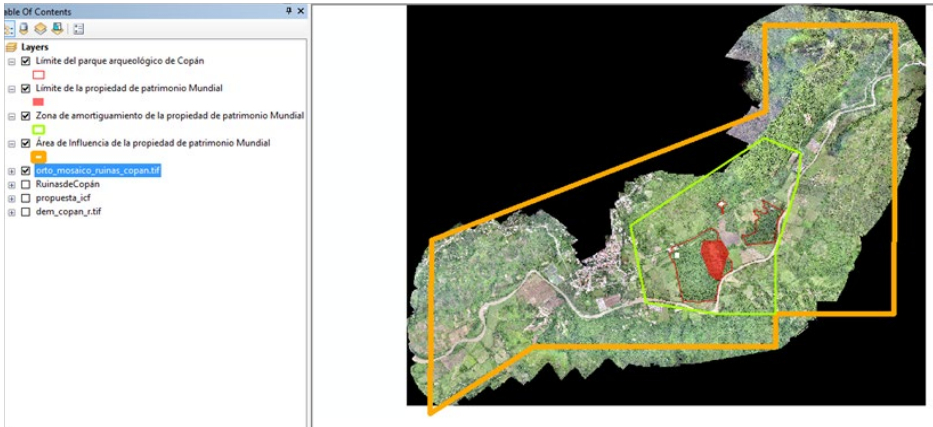 able Of Contents
Layers
Límite del parque arqueológico de Copán
Límite de la propiedad de patrimonio Mundial
Zona de amortiguamiento de la propiedad de patrimonio Mundial
Área de Influencia de la propiedad de patrimonio Mundial
orto_mosaico_ruinas_copan.tif
RuinasdeCopán
propuesta_icf
dem_copan_r.tif